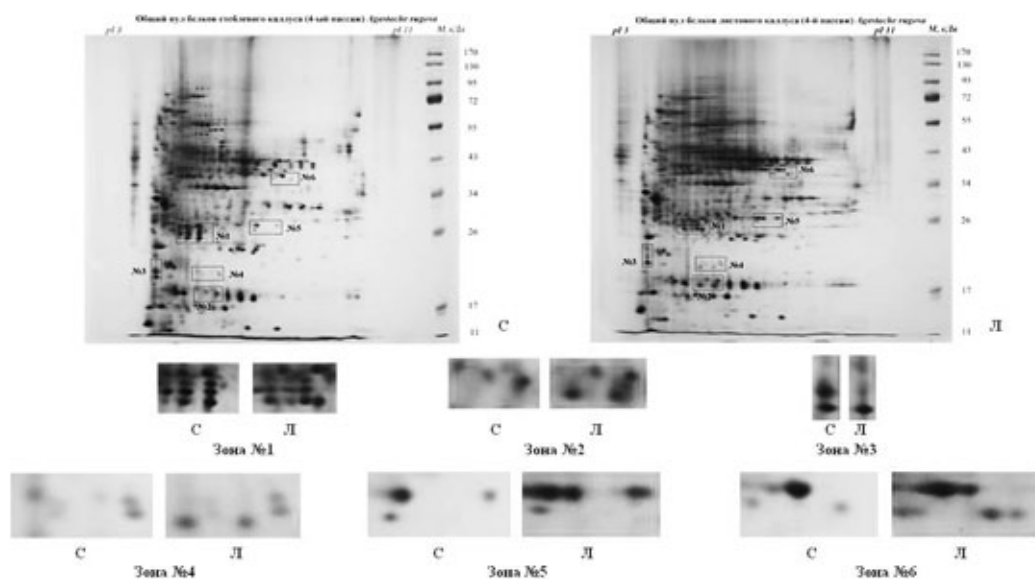 Общий пул белков стеблевого каллуса (4-ый пассаж) Agastache rugosa
pI 3
pI 11
M, кДа
170
130
95
72
55
43
34
26
17
11
№6
№1
№5
№3
№4
№2
С
Общий пул белков листового каллуса (4-й пассаж) Agastache rugosa
pI 3
pI 11
M, кДа
170
130
95
72
55
43
34
26
17
11
№6
№1
№5
№3
№4
№2
Л
С Л
Зона №1
С Л
Зона №2
С Л
Зона №3
С Л
Зона №4
С Л
Зона №5
С Л
Зона №6